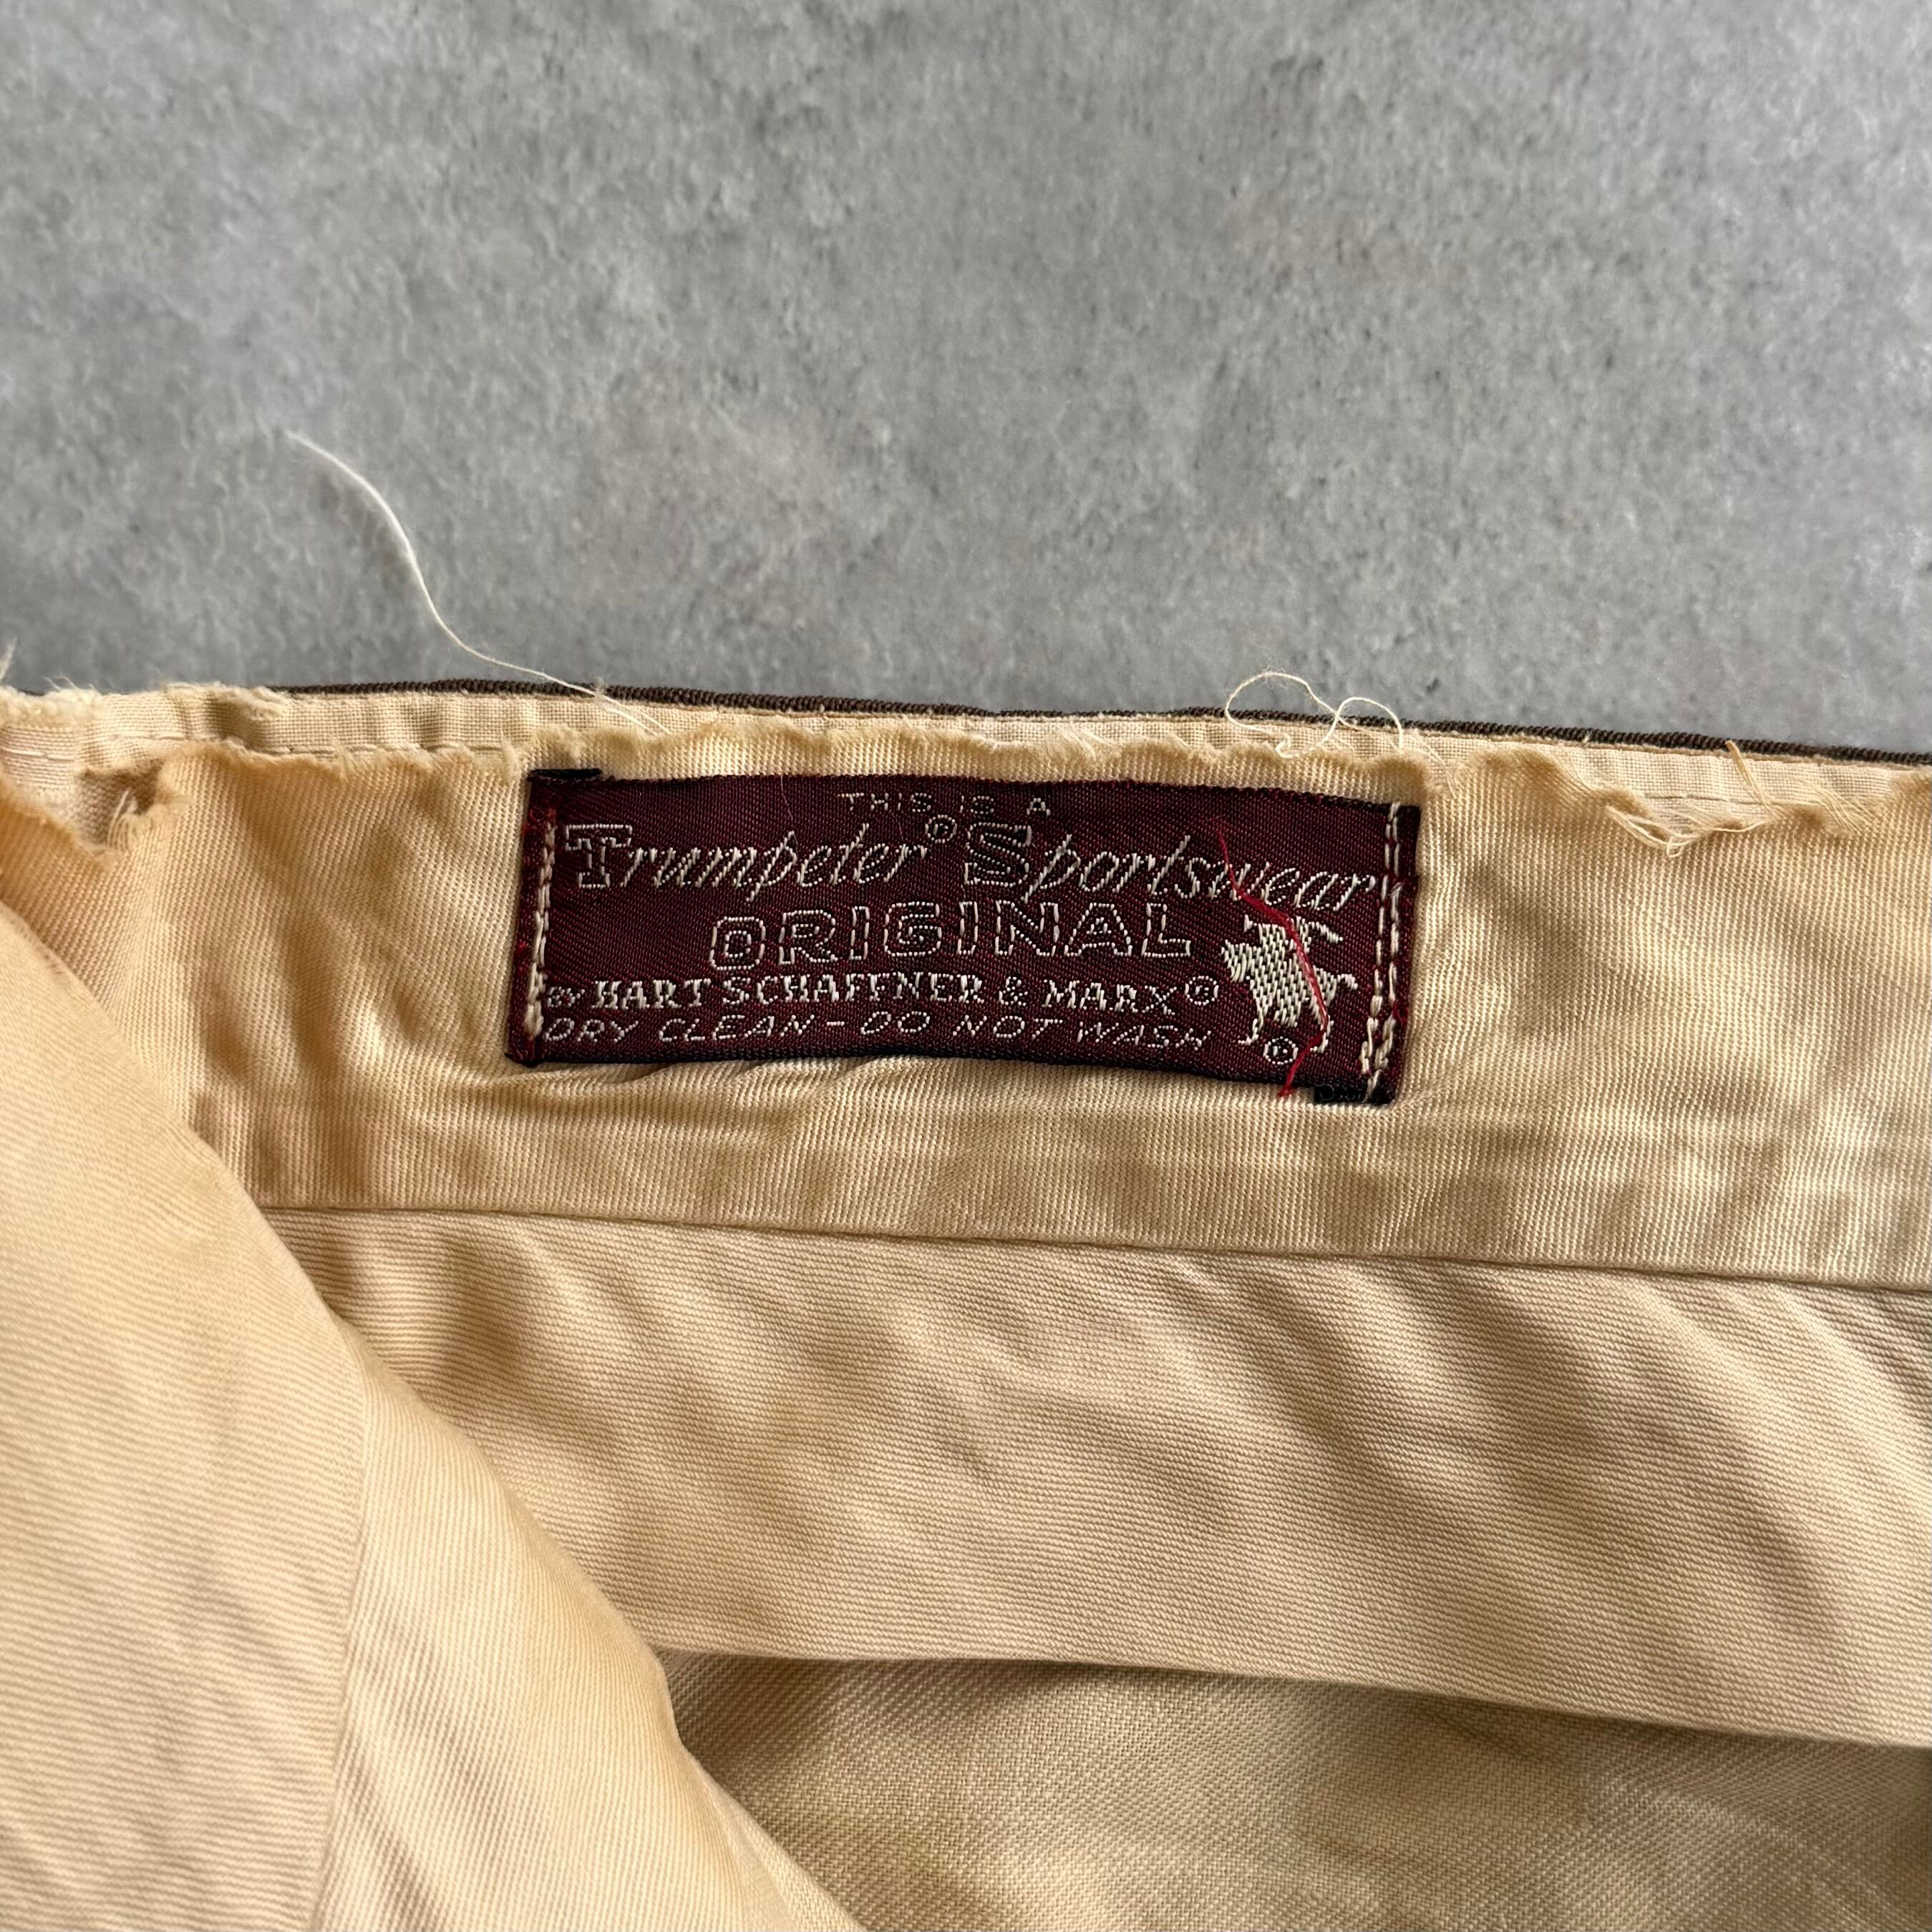 THIS IS A
Trumpeter® Sportswear
ORIGINAL
BY HART SCHAFFNER & MARX©
DRY CLEAN-DO NOT WASH
©